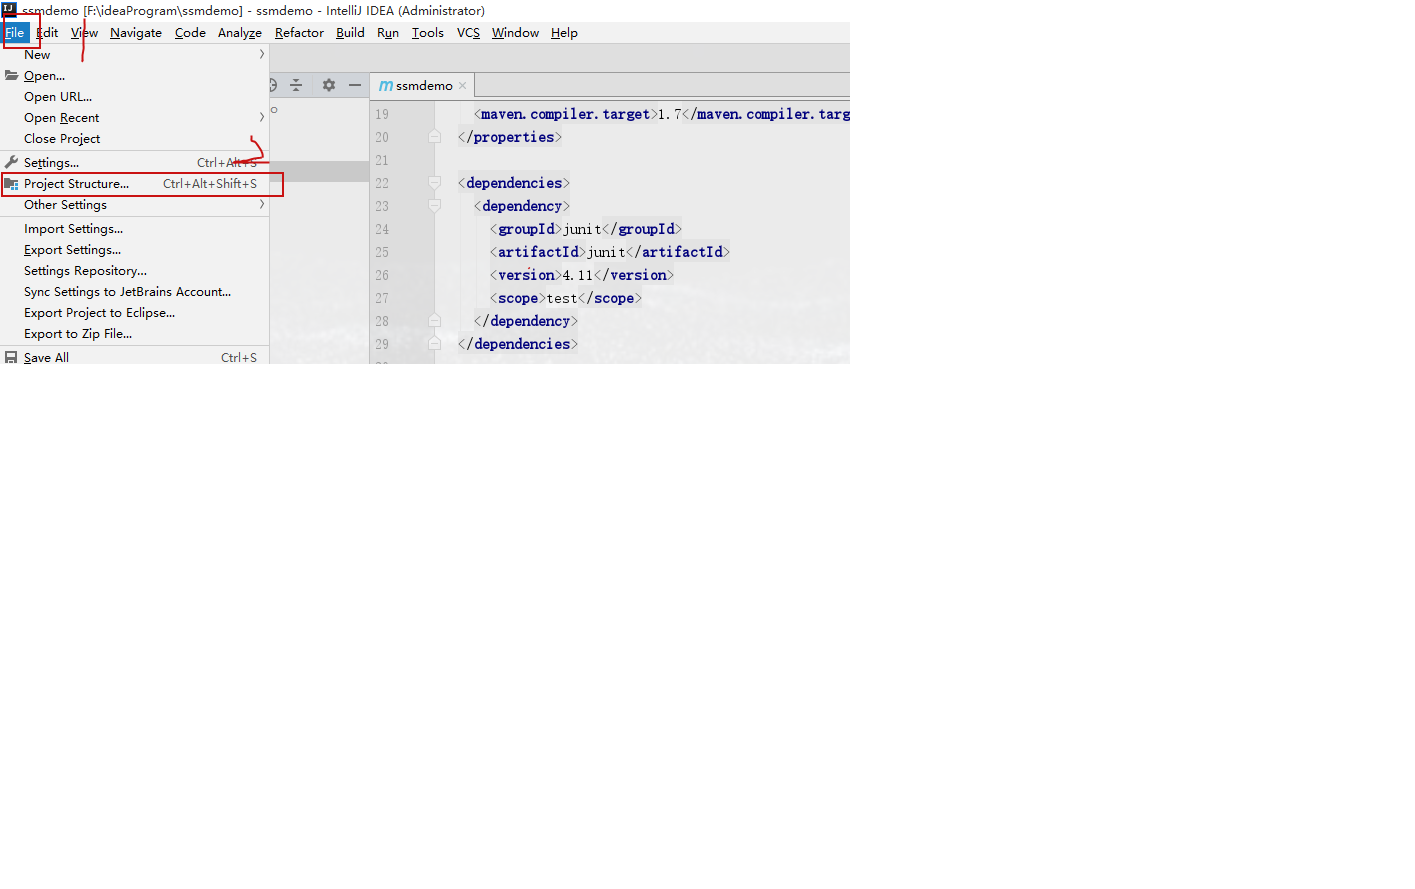 ssmdemo [F:\ideaProgram\ssmdemo] - ssmdemo - IntelliJ IDEA (Administrator)
File Edit View Navigate Code Analyze Refactor Build Run Tools VCS Window Help
1
New
Open...
Open URL...
Open Recent
Close Project
2
Settings... Ctrl+Alt+S
Project Structure... Ctrl+Alt+Shift+S
Other Settings
Import Settings...
Export Settings...
Settings Repository...
Sync Settings to JetBrains Account...
Export Project to Eclipse...
Export to Zip File...
Save All Ctrl+S
m ssmdemo
19 <maven.compiler.target>1.7</maven.compiler.targ
20 </properties>
21
22 <dependencies>
23 <dependency>
24 <groupId>junit</groupId>
25 <artifactId>junit</artifactId>
26 <version>4.11</version>
27 <scope>test</scope>
28 </dependency>
29 </dependencies>